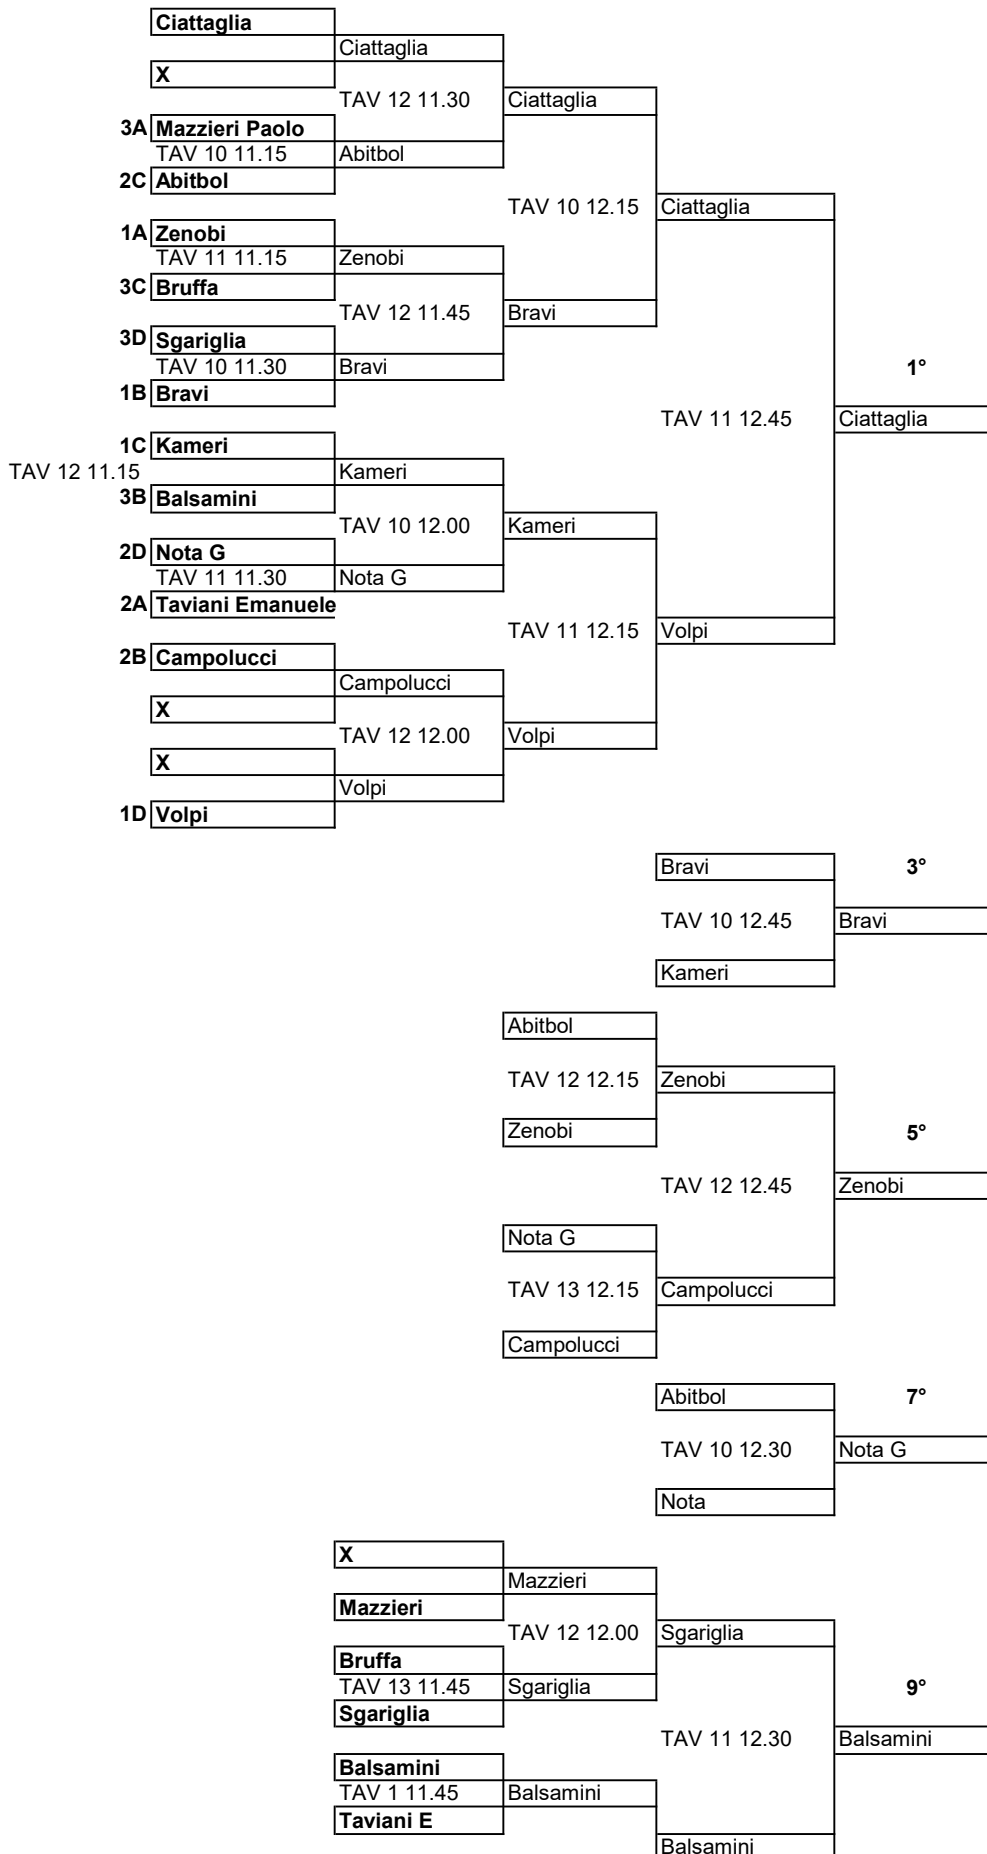 Ciattaglia
Ciattaglia
X
TAV 12 11.30 Ciattaglia
3A Mazzieri Paolo
TAV 10 11.15 Abitbol
2C Abitbol
TAV 10 12.15 Ciattaglia
1A Zenobi
TAV 11 11.15 Zenobi
3C Bruffa
TAV 12 11.45 Bravi
3D Sgariglia
TAV 10 11.30 Bravi 1°
1B Bravi
TAV 11 12.45 Ciattaglia
1C Kameri
TAV 12 11.15 Kameri
3B Balsamini
TAV 10 12.00 Kameri
2D Nota G
TAV 11 11.30 Nota G
2A Taviani Emanuele
TAV 11 12.15 Volpi
2B Campolucci
Campolucci
X
TAV 12 12.00 Volpi
X
Volpi
1D Volpi
Bravi 3°
TAV 10 12.45 Bravi
Kameri
Abitbol
TAV 12 12.15 Zenobi
Zenobi 5°
TAV 12 12.45 Zenobi
Nota G
TAV 13 12.15 Campolucci
Campolucci
Abitbol 7°
TAV 10 12.30 Nota G
Nota
X
Mazzieri
Mazzieri
TAV 12 12.00 Sgariglia
Bruffa
TAV 13 11.45 Sgariglia 9°
Sgariglia
TAV 11 12.30 Balsamini
Balsamini
TAV 1 11.45 Balsamini
Taviani E
Balsamini